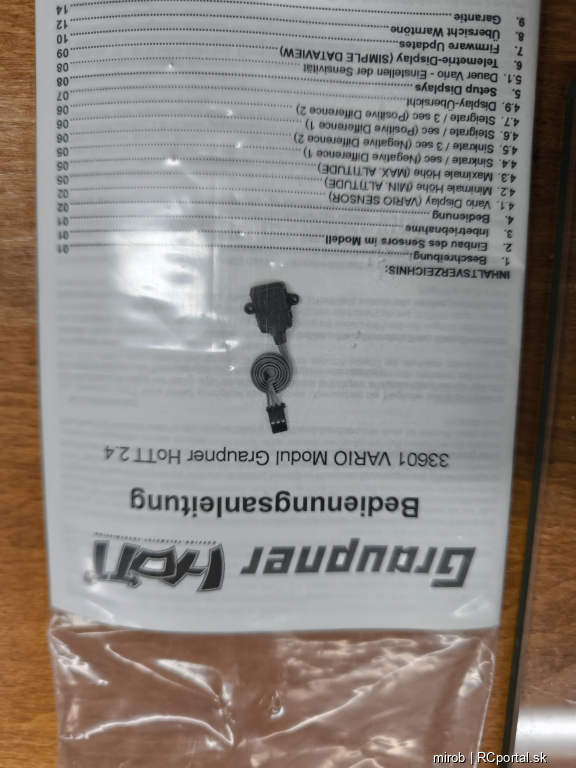 Graupner HoTT
Bedienungsanleitung
33601 VARIO Modul Graupner HoTT 2.4
INHALTSVERZEICHNIS:
1. Beschreibung 01
2. Einbau des Sensors im Modell 01
3. Inbetriebnahme 02
4. Bedienung 02
4.1. Vario Display (VARIO SENSOR) 02
4.2. Minimale Höhe (MIN. ALTITUDE) 05
4.3. Maximale Höhe (MAX. ALTITUDE) 05
4.4. Sinkrate / sec (Negative Difference 1) 05
4.5. Sinkrate / 3 sec (Negative Difference 2) 06
4.6. Steigrate / sec (Positive Difference 1) 06
4.7. Steigrate / 3 sec (Positive Difference 2) 06
4.9. Display-Übersicht 07
5. Setup Displays 08
5.1. Dauer Vario - Einstellen der Sensivität 08
6. Telemetrie-Display (SIMPLE DATAVIEW) 09
7. Firmware Updates 10
8. Übersicht Warntöne 12
9. Garantie 14
mirob | RCportal.sk